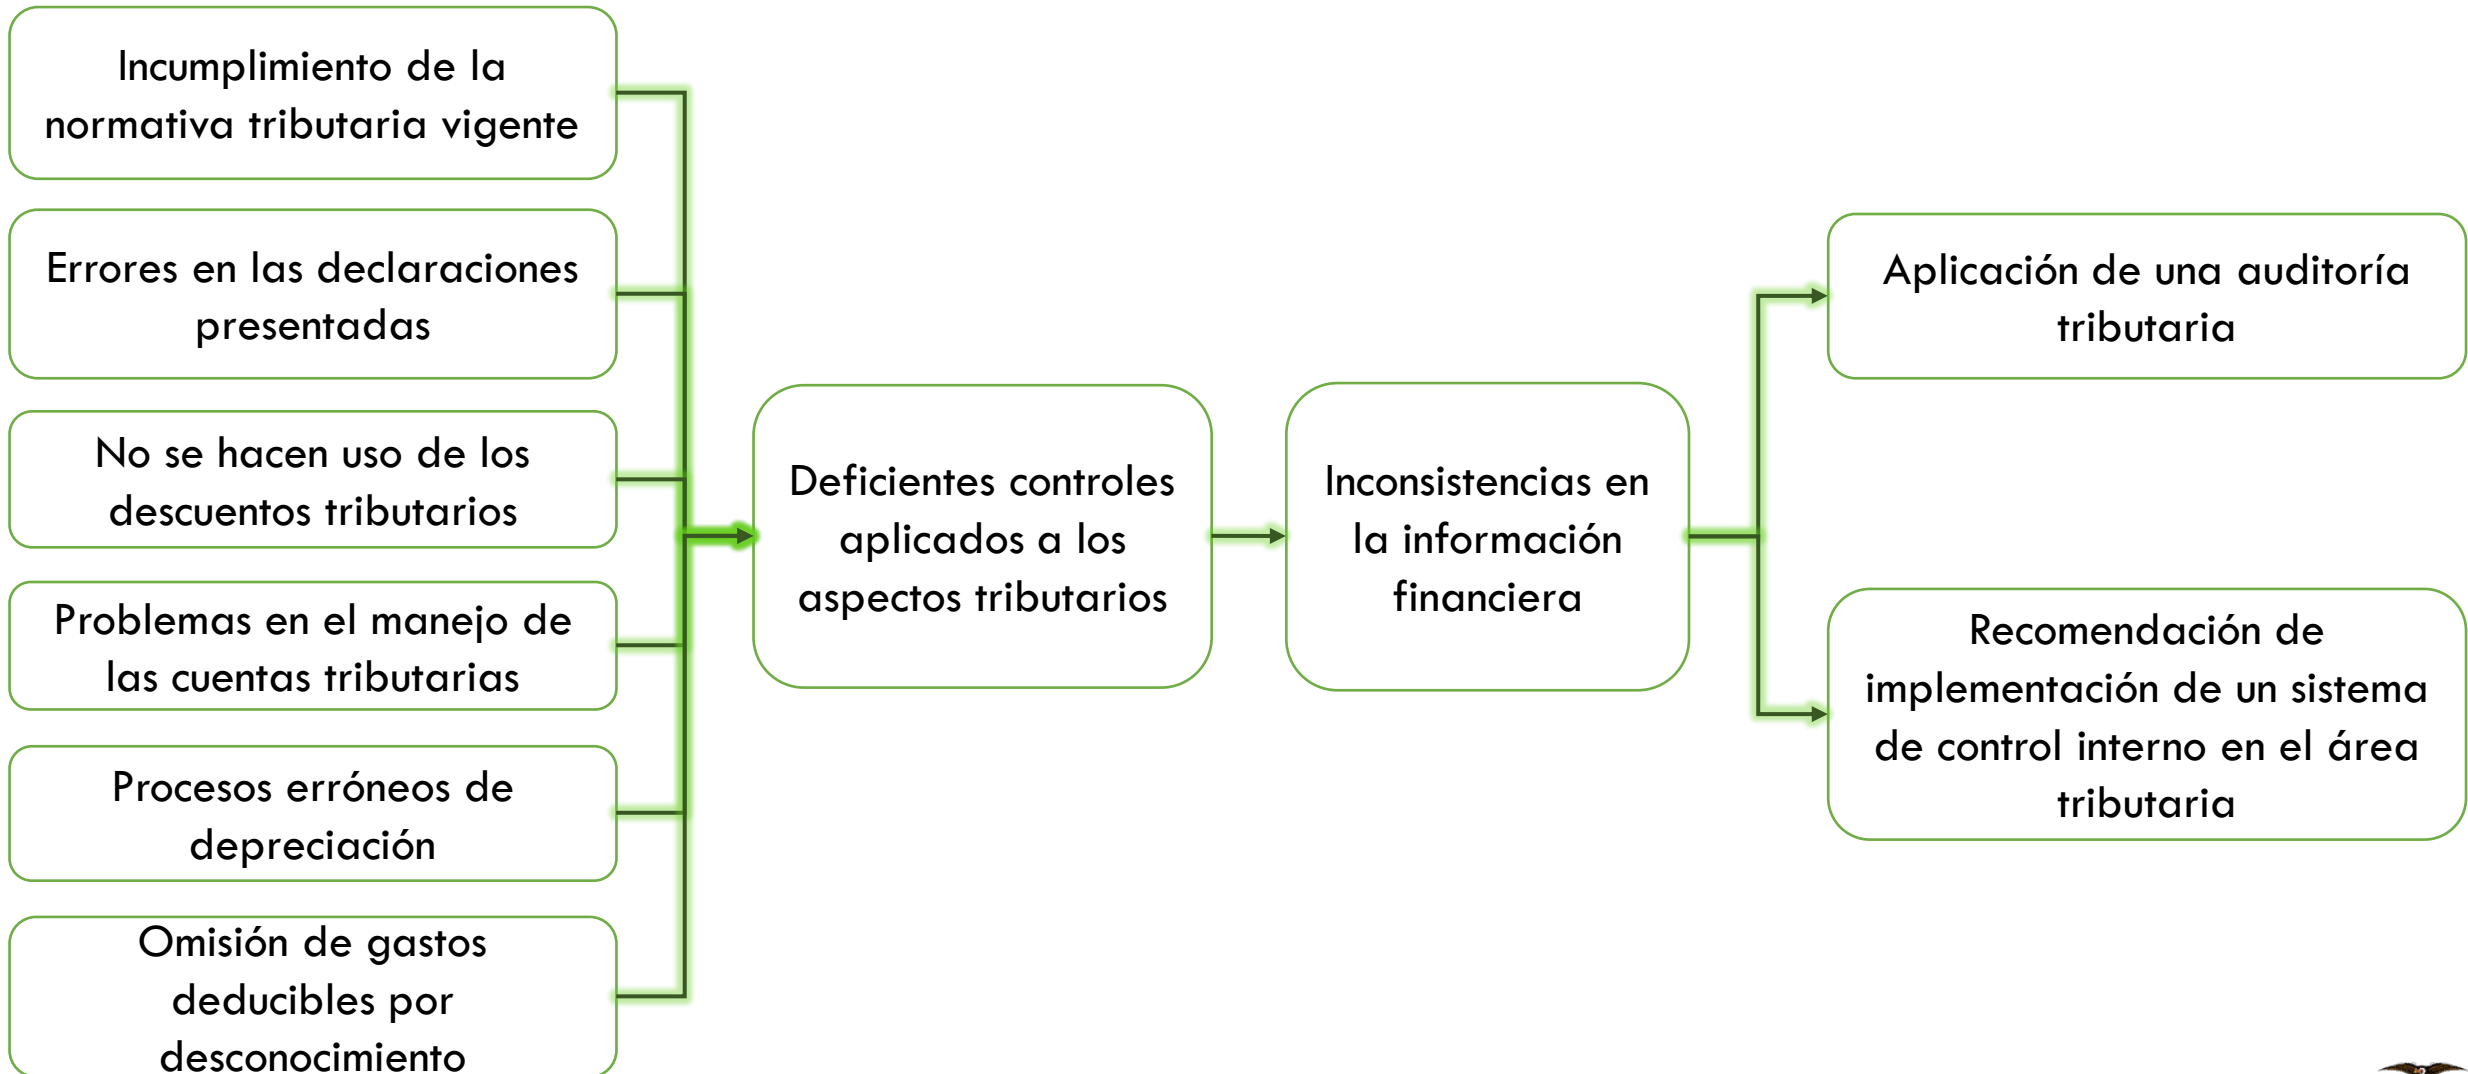 Incumplimiento de la
normativa tributaria vigente
Errores en las declaraciones
presentadas
No se hacen uso de los
descuentos tributarios
Problemas en el manejo de
las cuentas tributarias
Procesos erróneos de
depreciación
Omisión de gastos
deducibles por
desconocimiento
Deficientes controles
aplicados a los
aspectos tributarios
Inconsistencias en
la información
financiera
Aplicación de una auditoría
tributaria
Recomendación de
implementación de un sistema
de control interno en el área
tributaria